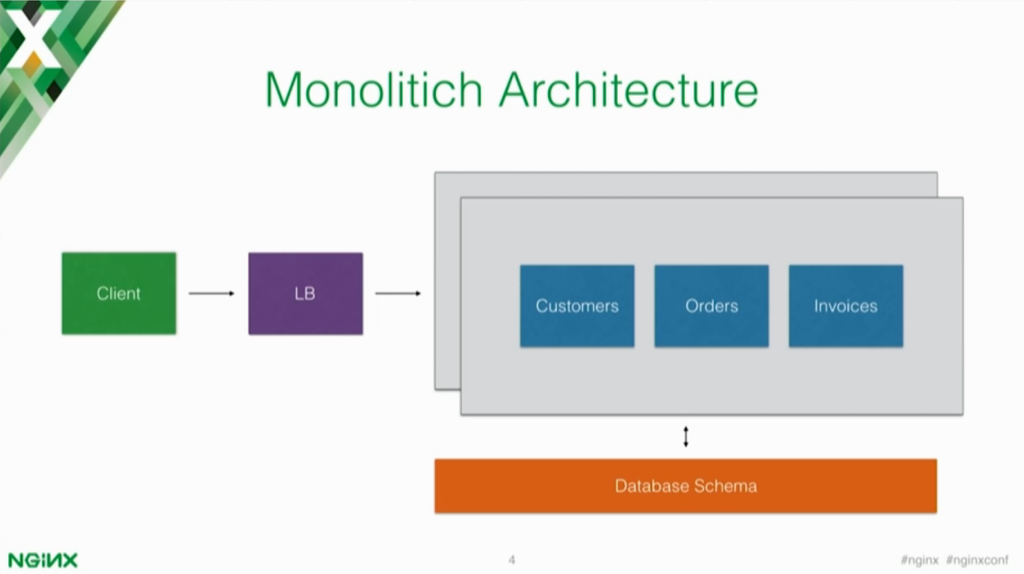 Monolitich Architecture
Client
LB
Customers
Orders
Invoices
Database Schema
NGINX
4
#nginx #nginxconf